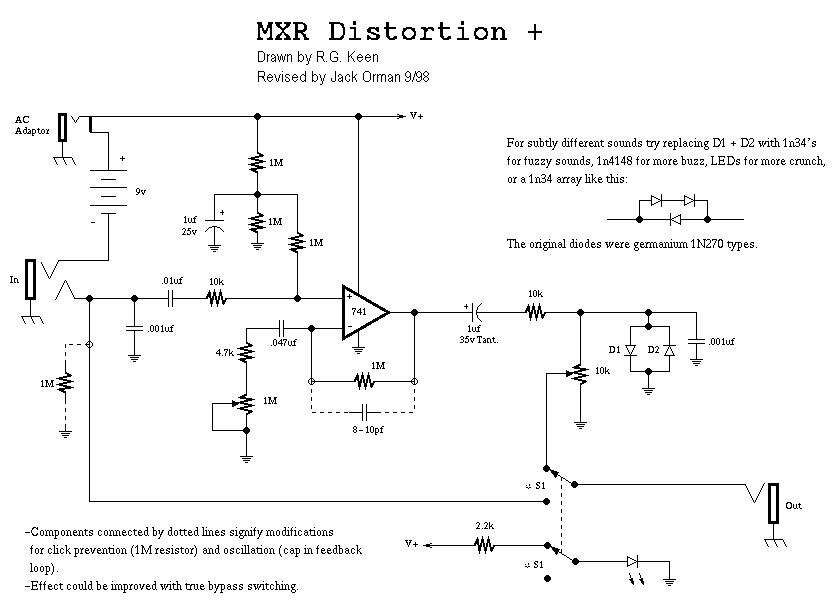 MXR Distortion +
Drawn by R.G. Keen
Revised by Jack Orman 9/98
AC
Adaptor
V+
+
9v
-
1M
1uf
25v
+
1M
1M
For subtly different sounds try replacing D1 + D2 with 1n34's
for fuzzy sounds, 1n4148 for more buzz, LEDs for more crunch,
or a 1n34 array like this:
The original diodes were germanium 1N270 types.
In
.01uf
10k
.001uf
+
741
-
.047uf
4.7k
1M
1M
1M
8-10pf
+
1uf
35v Tant.
10k
10k
D1
D2
.001uf
S1
Out
2.2k
V+
S1
-Components connected by dotted lines signify modifications
for click prevention (1M resistor) and oscillation (cap in feedback
loop).
-Effect could be improved with true bypass switching.